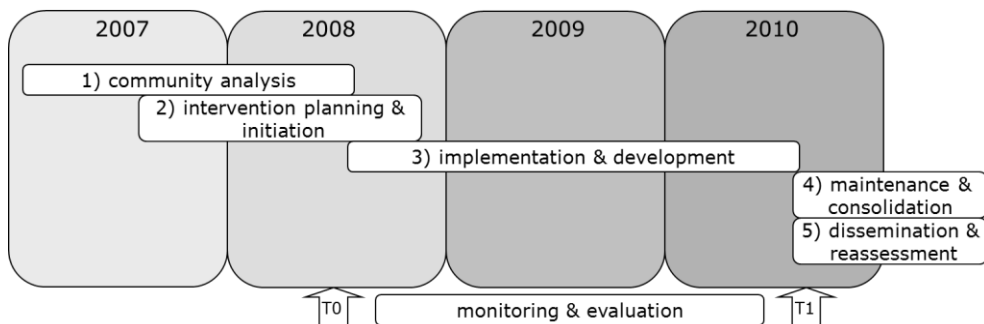 2007 2008 2009 2010
1) community analysis
2) intervention planning &
initiation
3) implementation & development
4) maintenance &
consolidation
5) dissemination &
reassessment
T0 monitoring & evaluation T1